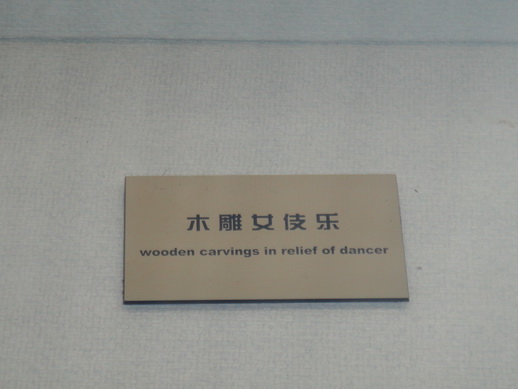 木雕女伎乐
wooden carvings in relief of dancer